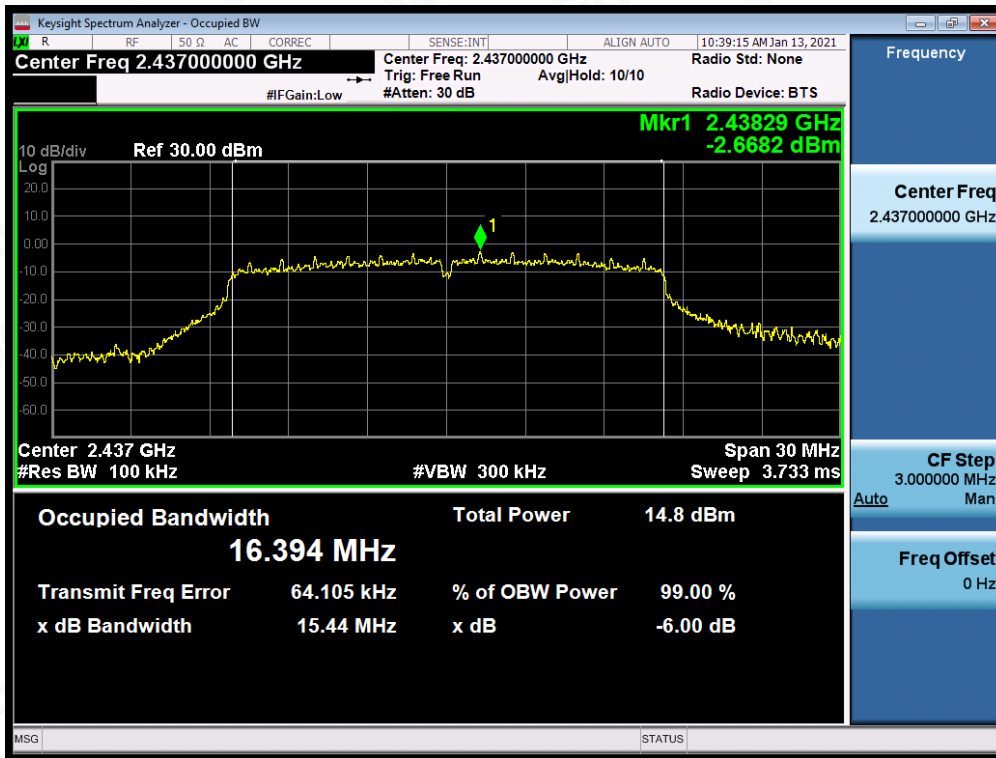 Keysight Spectrum Analyzer - Occupied BW
LXI R RF 50 Ω AC CORREC SENSE:INT ALIGN AUTO 10:39:15 AM Jan 13, 2021
Center Freq 2.437000000 GHz
Center Freq: 2.437000000 GHz Radio Std: None
Trig: Free Run Avg|Hold: 10/10
#IFGain:Low #Atten: 30 dB Radio Device: BTS
Mkr1 2.43829 GHz
10 dB/div Ref 30.00 dBm -2.6682 dBm
Log
20.0
10.0
1
0.00
-10.0
-20.0
-30.0
-40.0
-50.0
-60.0
Center 2.437 GHz Span 30 MHz
#Res BW 100 kHz #VBW 300 kHz Sweep 3.733 ms
Occupied Bandwidth Total Power 14.8 dBm
16.394 MHz
Transmit Freq Error 64.105 kHz % of OBW Power 99.00 %
x dB Bandwidth 15.44 MHz x dB -6.00 dB
MSG STATUS
Frequency
Center Freq
2.437000000 GHz
CF Step
3.000000 MHz
Auto Man
Freq Offset
0 Hz